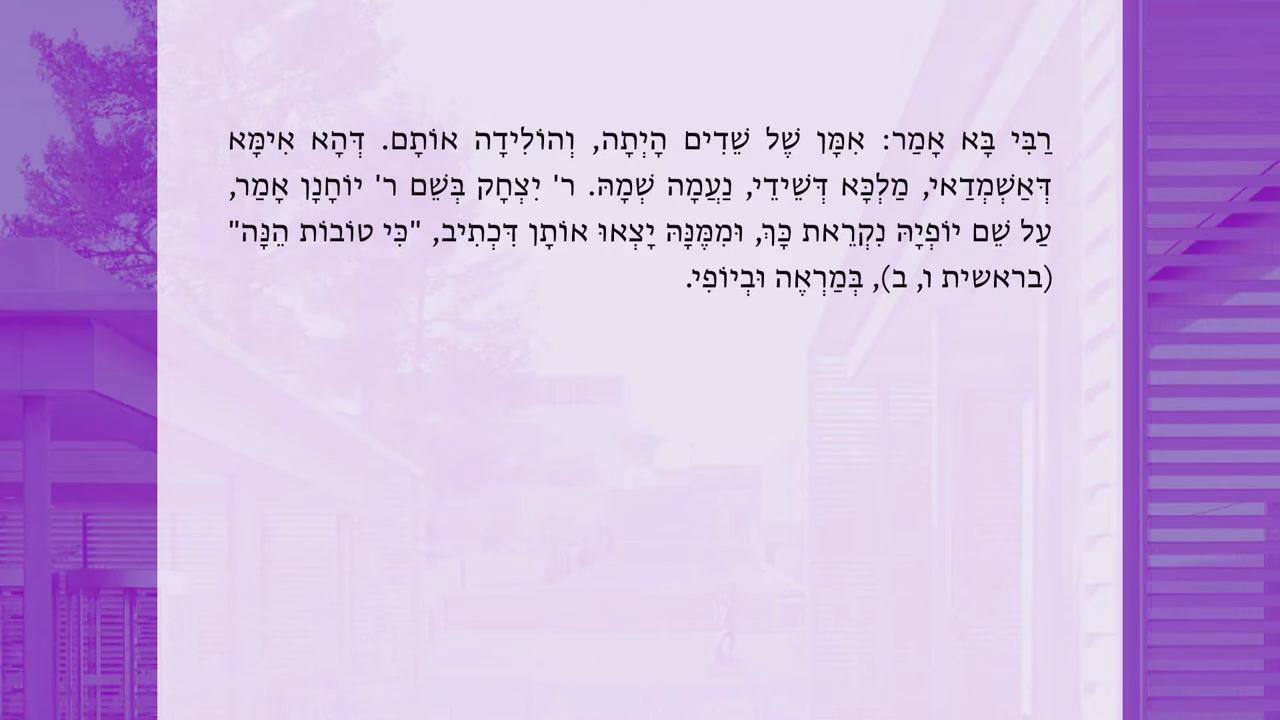 רַבִּי בָּא אָמַר: אִמָּן שֶׁל שֵׁדִים הָיְתָה, וְהוֹלִידָה אוֹתָם. דְּהָא אִימָּא
דְּאַשְׁמְדַאי, מַלְכָּא דְּשֵׁידֵי, נַעֲמָה שְׁמָהּ. ר' יִצְחָק בְּשֵׁם ר' יוֹחָנָן אָמַר,
עַל שֵׁם יוֹפְיָהּ נִקְרֵאת כָּךְ, וּמִמֶּנָּהּ יָצְאוּ אוֹתָן דִּכְתִיב, "כִּי טוֹבוֹת הֵנָּה"
(בראשית ו, ב), בְּמַרְאֶה וּבְיוֹפִי.